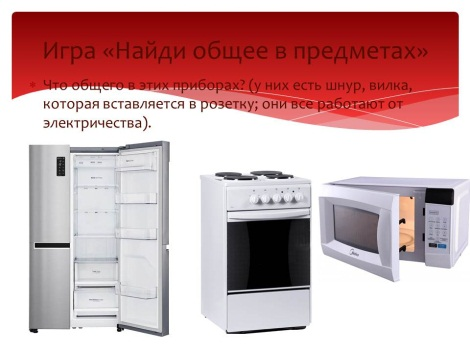 Игра «Найди общее в предметах»
Что общего в этих приборах? (у них есть шнур, вилка,
которая вставляется в розетку; они все работают от
электричества).
Midea